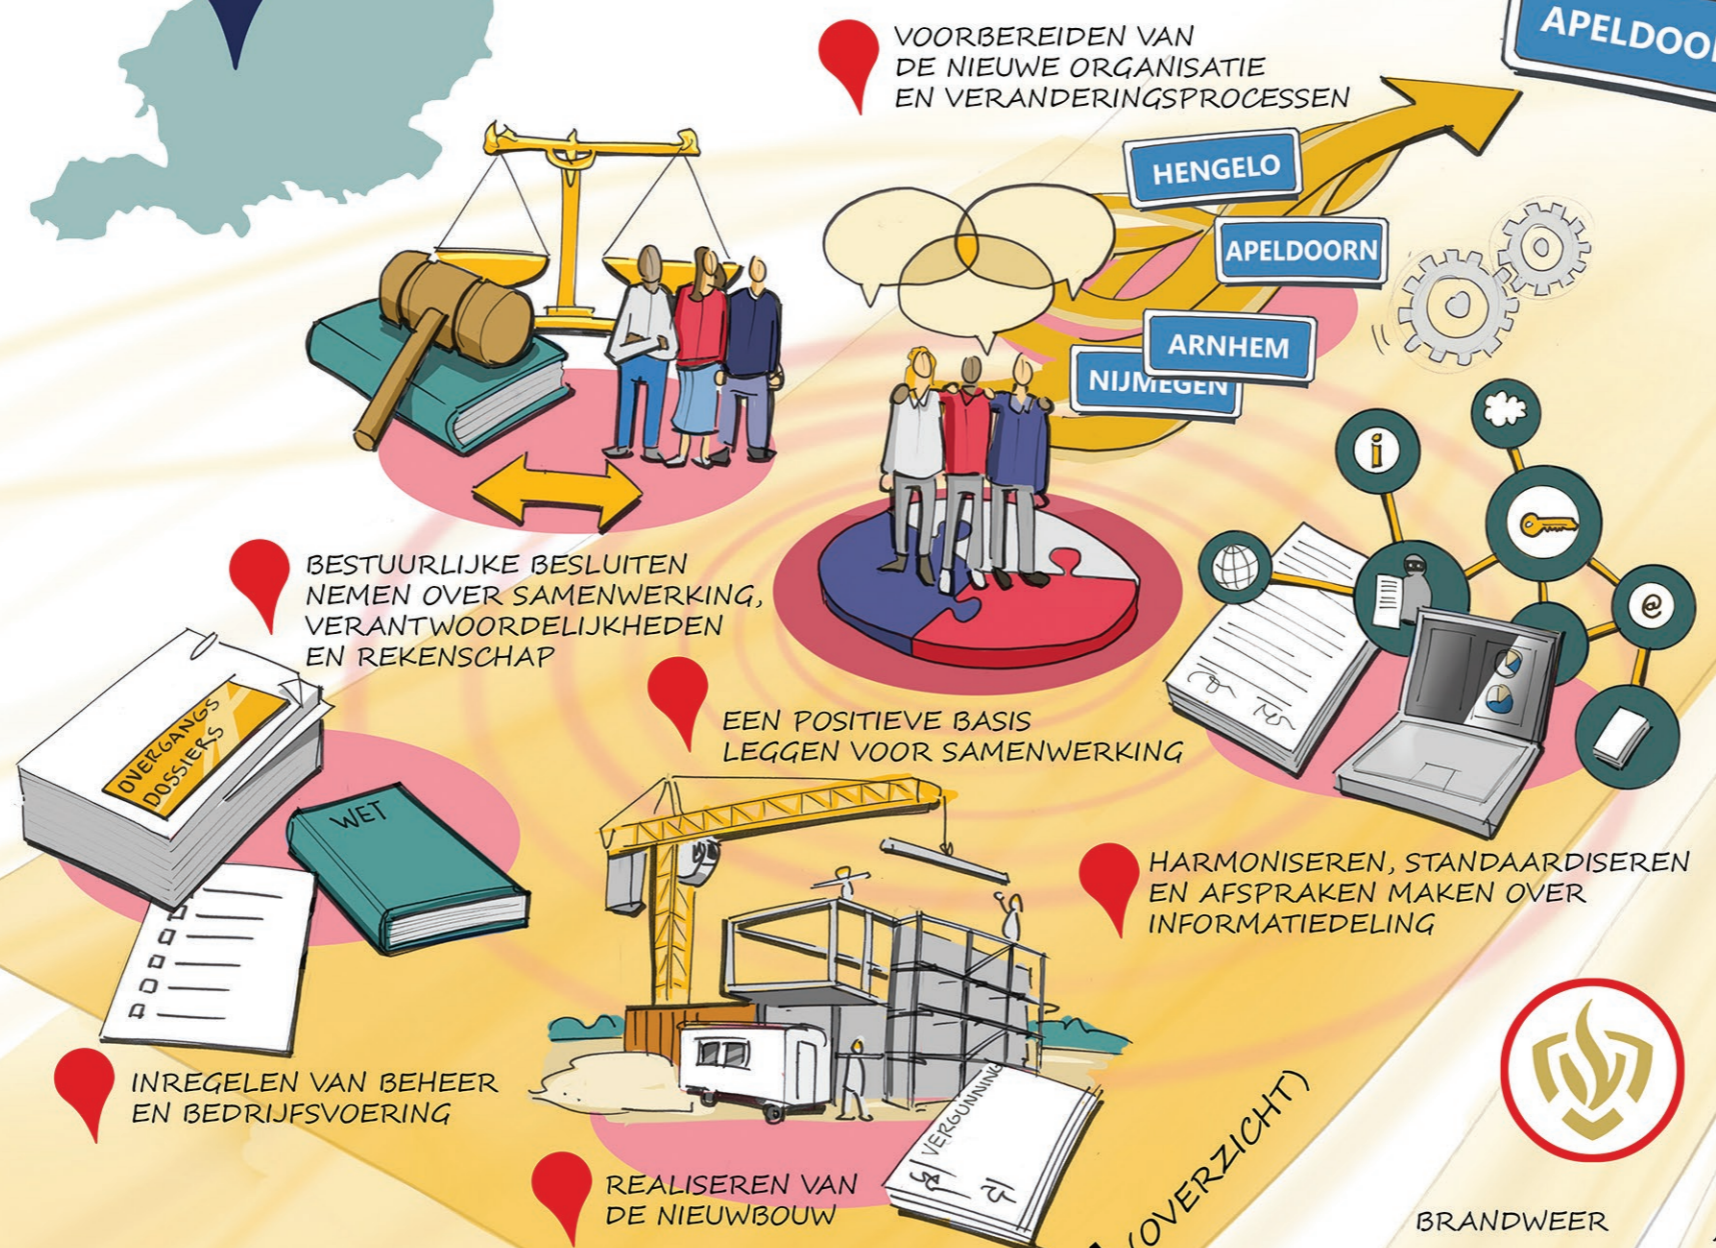 APELDOO
VOORBEREIDEN VAN
DE NIEUWE ORGANISATIE
EN VERANDERINGSPROCESSEN
HENGELO
APELDOORN
ARNHEM
NIJMEGEN
i
@
BESTUURLIJKE BESLUITEN
NEMEN OVER SAMENWERKING,
VERANTWOORDELIJKHEDEN
EN REKENSCHAP
EEN POSITIEVE BASIS
LEGGEN VOOR SAMENWERKING
OVERGANGS
DOSSIERS
WET
HARMONISEREN, STANDAARDISEREN
EN AFSPRAKEN MAKEN OVER
INFORMATIEDELING
INREGELEN VAN BEHEER
EN BEDRIJFSVOERING
VERGUNNING
REALISEREN VAN
DE NIEUWBOUW
(OVERZICHT)
BRANDWEER